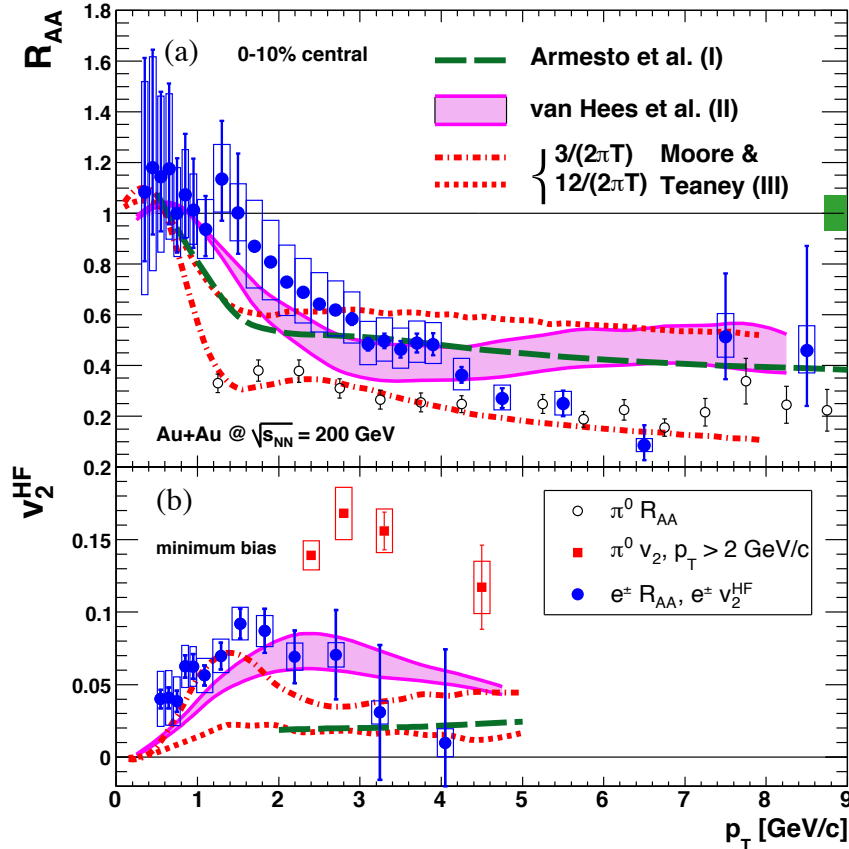 R_AA
1.8
1.6
1.4
1.2
1
0.8
0.6
0.4
0.2
(a)
0-10% central
Armesto et al. (I)
van Hees et al. (II)
3/(2πT) Moore &
12/(2πT) Teaney (III)
Au+Au @ √s_NN = 200 GeV
v_2^HF
0.2
0.15
0.1
0.05
0
(b)
minimum bias
π⁰ R_AA
π⁰ v_2, p_T > 2 GeV/c
e^± R_AA, e^± v_2^HF
0 1 2 3 4 5 6 7 8 9
p_T [GeV/c]